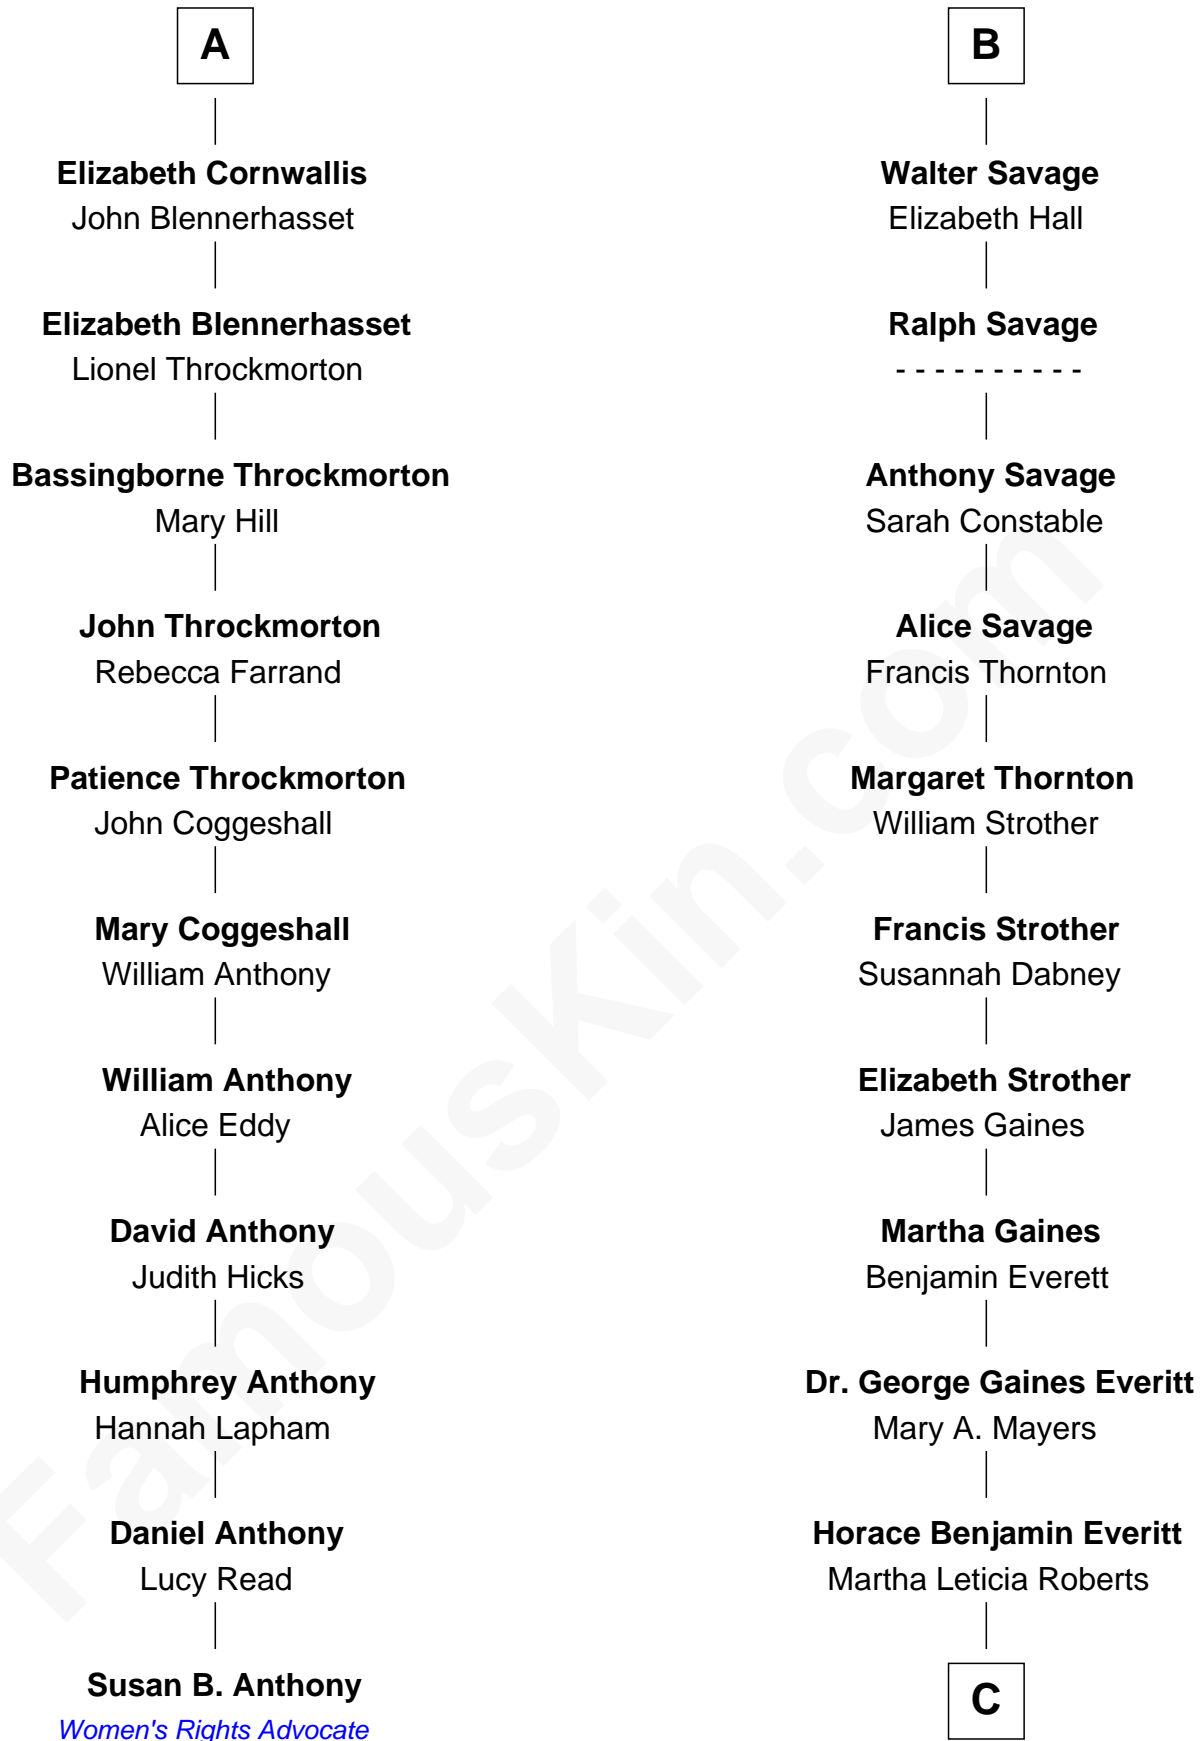 A
Elizabeth Cornwallis
John Blennerhasset
Elizabeth Blennerhasset
Lionel Throckmorton
Bassingborne Throckmorton
Mary Hill
John Throckmorton
Rebecca Farrand
Patience Throckmorton
John Coggeshall
Mary Coggeshall
William Anthony
William Anthony
Alice Eddy
David Anthony
Judith Hicks
Humphrey Anthony
Hannah Lapham
Daniel Anthony
Lucy Read
Susan B. Anthony
Women's Rights Advocate
B
Walter Savage
Elizabeth Hall
Ralph Savage
- - - - - - - - - -
Anthony Savage
Sarah Constable
Alice Savage
Francis Thornton
Margaret Thornton
William Strother
Francis Strother
Susannah Dabney
Elizabeth Strother
James Gaines
Martha Gaines
Benjamin Everett
Dr. George Gaines Everitt
Mary A. Mayers
Horace Benjamin Everitt
Martha Leticia Roberts
C
FamousKin.com